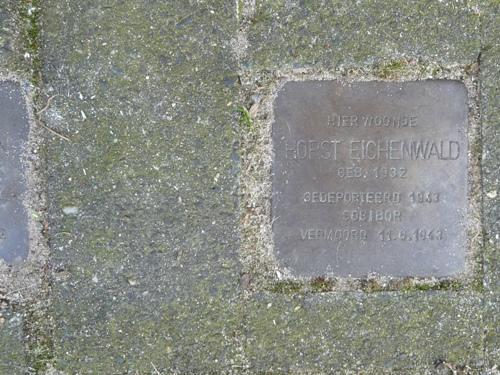 HIER WOONDE
HORST EICHENWALD
GEB. 1932
GEDEPORTEERD 1943
SOBIBOR
VERMOORD 11.6.1943